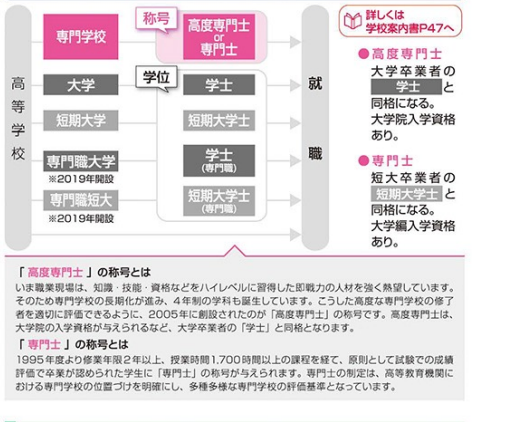 称号
専門学校
高度専門士
or
専門士
学位
大学
学士
短期大学
短期大学士
専門職大学
※2019年開設
学士
(専門職)
専門職短大
※2019年開設
短期大学士
(専門職)
高等学校
就職
詳しくは
学校案内書P47へ
●高度専門士
大学卒業者の
学士 と
同格になる。
大学院入学資格
あり。
●専門士
短大卒業者の
短期大学士 と
同格になる。
大学編入学資格
あり。
「 高度専門士 」の称号とは
いま職業現場は、知識・技能・資格などをハイレベルに習得した即戦力の人材を強く熱望しています。
そのため専門学校の長期化が進み、4年制の学科も誕生しています。こうした高度な専門学校の修了
者を適切に評価できるように、2005年に創設されたのが「高度専門士」の称号です。高度専門士は、
大学院の入学資格が与えられるなど、大学卒業者の「学士」と同格となります。
「 専門士 」の称号とは
1995年度より修業年限2年以上、授業時間1,700時間以上の課程を経て、原則として試験での成績
評価で卒業が認められた学生に「専門士」の称号が与えられます。専門士の制定は、高等教育機関に
おける専門学校の位置づけを明確にし、多種多様な専門学校の評価基準となっています。